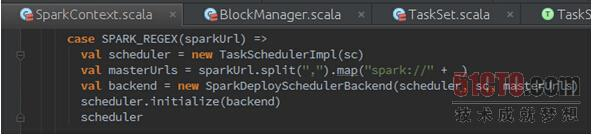 SparkContext.scala BlockManager.scala TaskSet.scala TaskS
case SPARK_REGEX(sparkUrl) =>
val scheduler = new TaskSchedulerImpl(sc)
val masterUrls = sparkUrl.split(",").map("spark://" + _)
val backend = new SparkDeploySchedulerBackend(scheduler, sc, masterUrls)
scheduler.initialize(backend)
scheduler
51CTO.com
技术成就梦想